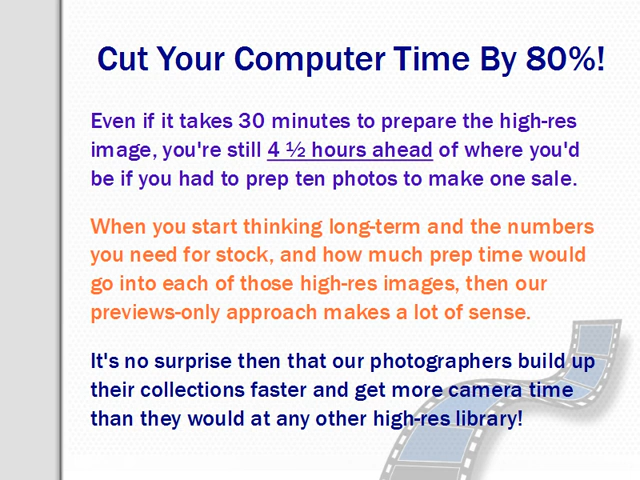 Cut Your Computer Time By 80%!
Even if it takes 30 minutes to prepare the high-res
image, you're still 4 ½ hours ahead of where you'd
be if you had to prep ten photos to make one sale.
When you start thinking long-term and the numbers
you need for stock, and how much prep time would
go into each of those high-res images, then our
previews-only approach makes a lot of sense.
It's no surprise then that our photographers build up
their collections faster and get more camera time
than they would at any other high-res library!